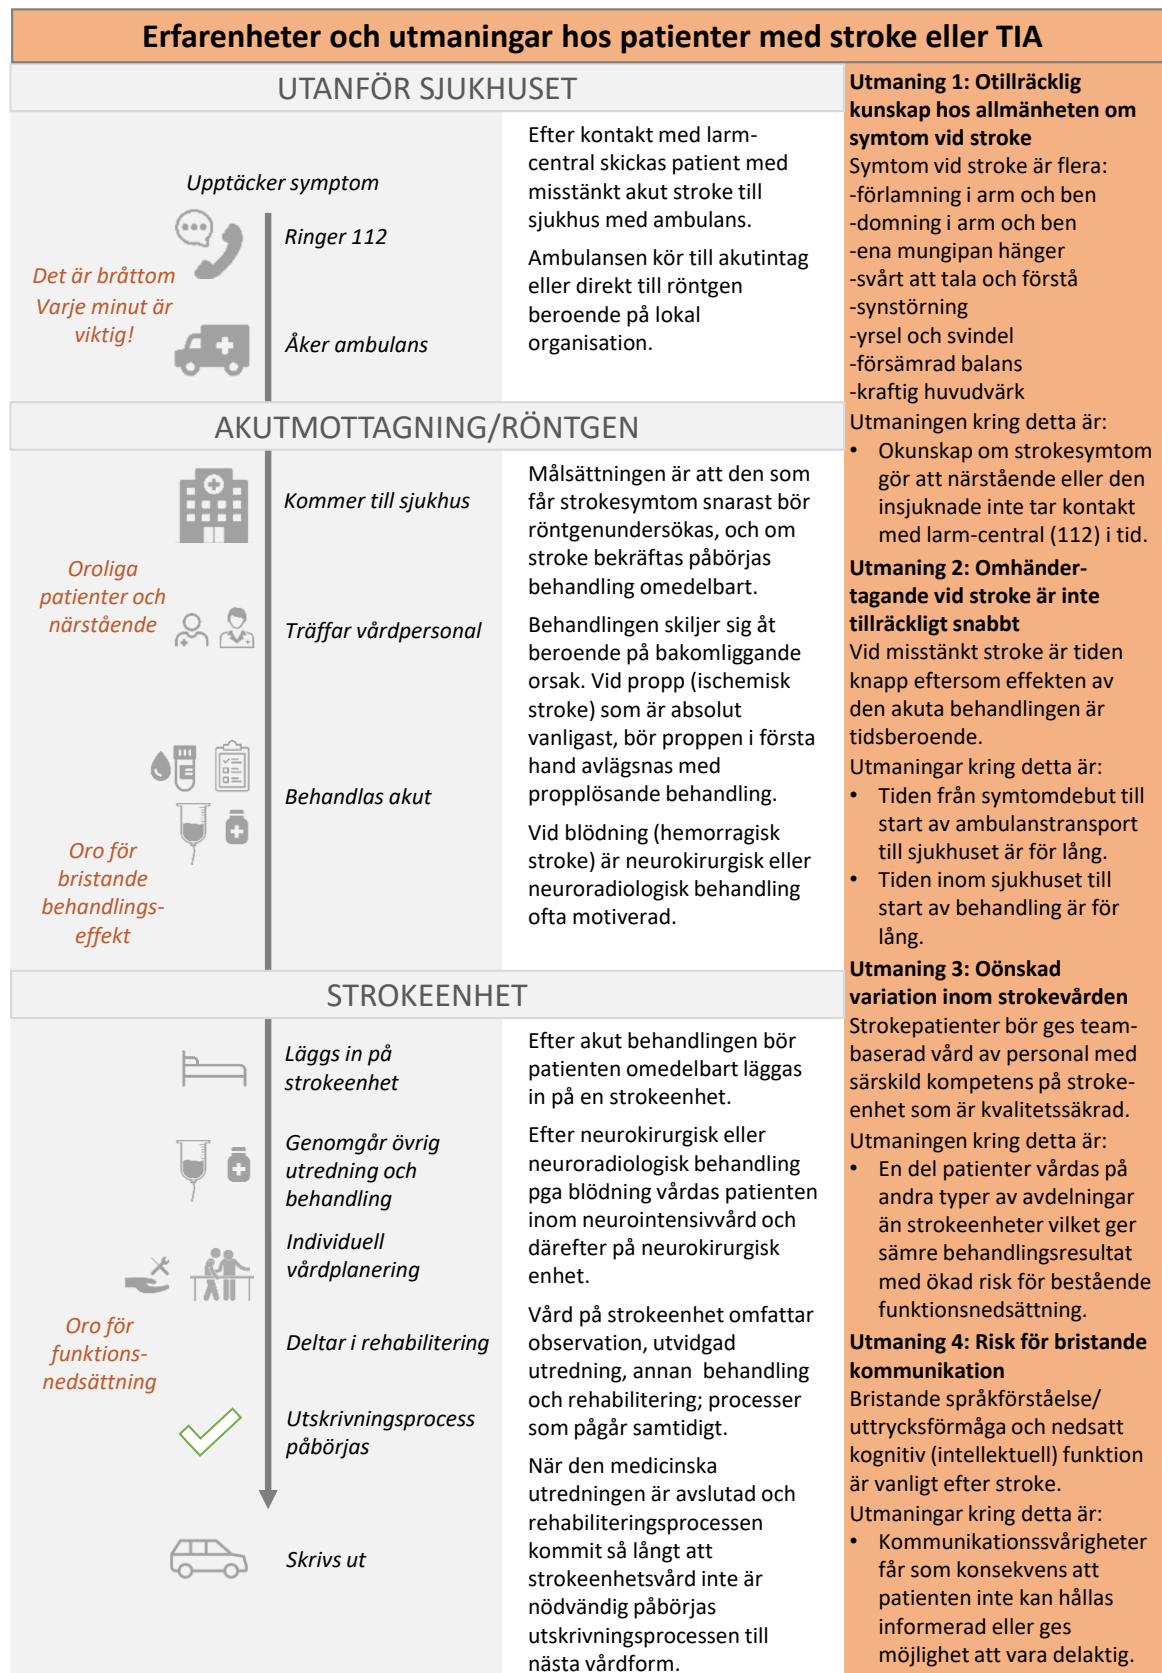 Erfarenheter och utmaningar hos patienter med stroke eller TIA
UTANFÖR SJUKHUSET
Upptäcker symptom
Ringer 112
Det är bråttom
Varje minut är
viktig!
Åker ambulans
Efter kontakt med larm-
central skickas patient med
misstänkt akut stroke till
sjukhus med ambulans.
Ambulansen kör till akutintag
eller direkt till röntgen
beroende på lokal
organisation.
AKUTMOTTAGNING/RÖNTGEN
Kommer till sjukhus
Oroliga
patienter och
närstående
Träffar vårdpersonal
Behandlas akut
Oro för
bristande
behandlings-
effekt
Målsättningen är att den som
får strokesymtom snarast bör
röntgenundersökas, och om
stroke bekräftas påbörjas
behandling omedelbart.
Behandlingen skiljer sig åt
beroende på bakomliggande
orsak. Vid propp (ischemisk
stroke) som är absolut
vanligast, bör proppen i första
hand avlägsnas med
propplösande behandling.
Vid blödning (hemorragisk
stroke) är neurokirurgisk eller
neuroradiologisk behandling
ofta motiverad.
STROKEENHET
Läggs in på
strokeenhet
Genomgår övrig
utredning och
behandling
Individuell
vårdplanering
Oro för
funktions-
nedsättning
Deltar i rehabilitering
Utskrivningsprocess
påbörjas
Skrivs ut
Efter akut behandlingen bör
patienten omedelbart läggas
in på en strokeenhet.
Efter neurokirurgisk eller
neuroradiologisk behandling
pga blödning vårdas patienten
inom neurointensivvård och
därefter på neurokirurgisk
enhet.
Vård på strokeenhet omfattar
observation, utvidgad
utredning, annan  behandling
och rehabilitering; processer
som pågår samtidigt.
När den medicinska
utredningen är avslutad och
rehabiliteringsprocessen
kommit så långt att
strokeenhetsvård inte är
nödvändig påbörjas
utskrivningsprocessen till
nästa vårdform.
Utmaning 1: Otillräcklig
kunskap hos allmänheten om
symtom vid stroke
Symtom vid stroke är flera:
-förlamning i arm och ben
-domning i arm och ben
-ena mungipan hänger
-svårt att tala och förstå
-synstörning
-yrsel och svindel
-försämrad balans
-kraftig huvudvärk
Utmaningen kring detta är:
• Okunskap om strokesymtom
gör att närstående eller den
insjuknade inte tar kontakt
med larm-central (112) i tid.
Utmaning 2: Omhänder-
tagande vid stroke är inte
tillräckligt snabbt
Vid misstänkt stroke är tiden
knapp eftersom effekten av
den akuta behandlingen är
tidsberoende.
Utmaningar kring detta är:
• Tiden från symtomdebut till
start av ambulanstransport
till sjukhuset är för lång.
• Tiden inom sjukhuset till
start av behandling är för
lång.
Utmaning 3: Oönskad
variation inom strokevården
Strokepatienter bör ges team-
baserad vård av personal med
särskild kompetens på stroke-
enhet som är kvalitetssäkrad.
Utmaningen kring detta är:
• En del patienter vårdas på
andra typer av avdelningar
än strokeenheter vilket ger
sämre behandlingsresultat
med ökad risk för bestående
funktionsnedsättning.
Utmaning 4: Risk för bristande
kommunikation
Bristande språkförståelse/
uttrycksförmåga och nedsatt
kognitiv (intellektuell) funktion
är vanligt efter stroke.
Utmaningar kring detta är:
• Kommunikationssvårigheter
får som konsekvens att
patienten inte kan hållas
informerad eller ges
möjlighet att vara delaktig.